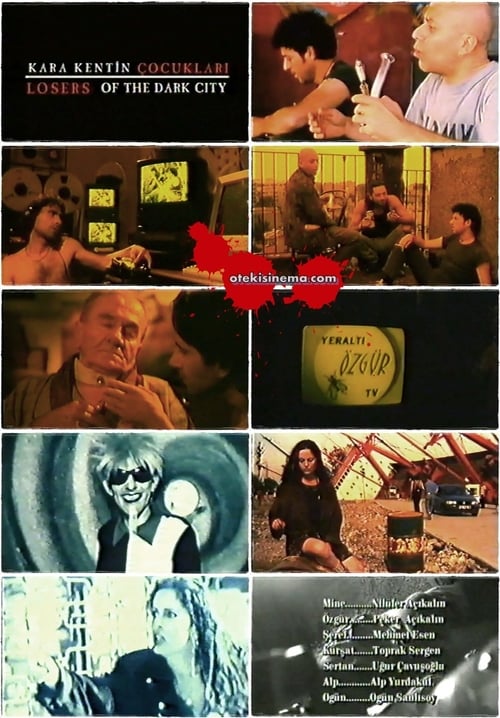 KARA KENTİN ÇOCUKLARI
LOSERS OF THE DARK CITY
otekisinema.com
YERALTI
ÖZGÜR
TV
Mine..........Nilüfer Açıkalın
Özgür........Peker Açıkalın
Şeref........Mehmet Esen
Kürşat......Toprak Sergen
Sertan......Uğur Çavuşoğlu
Alp...........Alp Yurdakul
Ogün........Ogün Sanlısoy